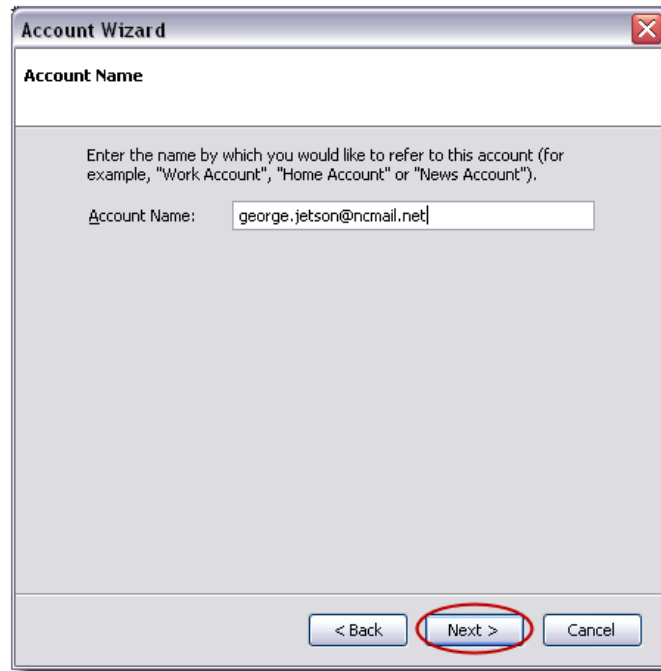 Account Wizard
Account Name
Enter the name by which you would like to refer to this account (for
example, "Work Account", "Home Account" or "News Account").
Account Name: george.jetson@ncmail.net
< Back Next > Cancel